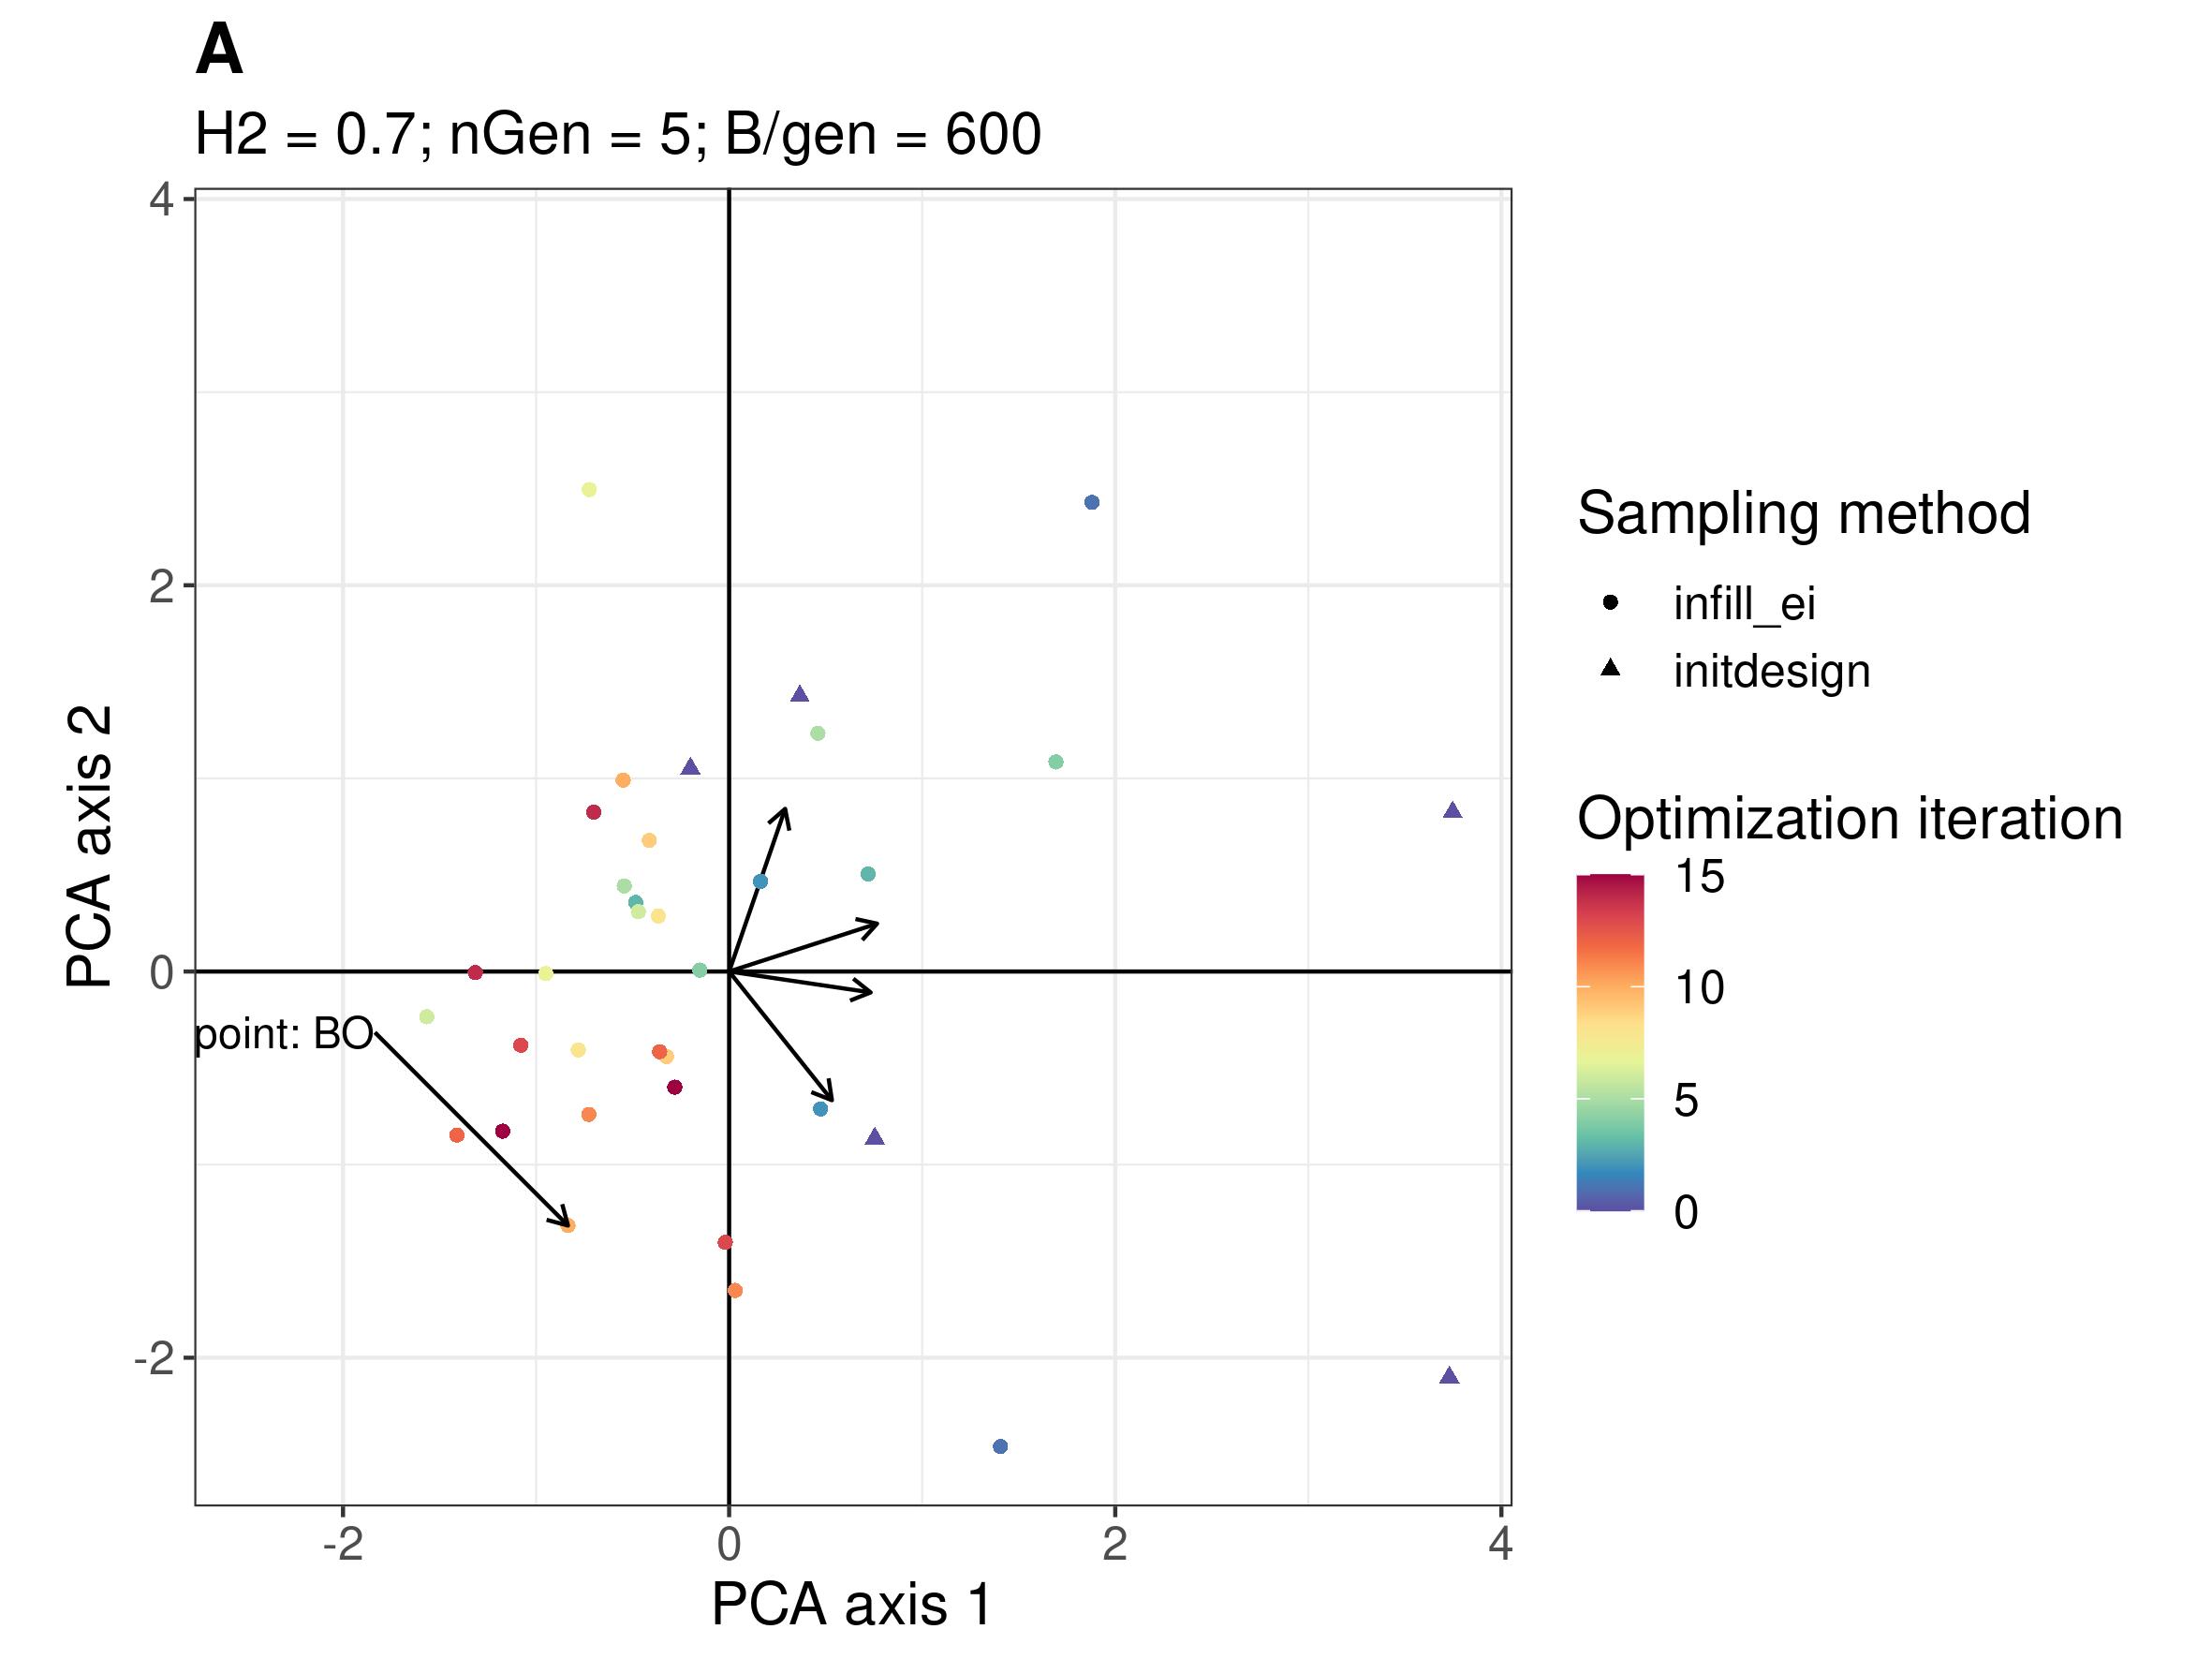 A
H2 = 0.7; nGen = 5; B/gen = 600
4
2
0
-2
PCA axis 2
point: BO
-2
0
2
4
PCA axis 1
Sampling method
infill_ei
initdesign
Optimization iteration
15
10
5
0